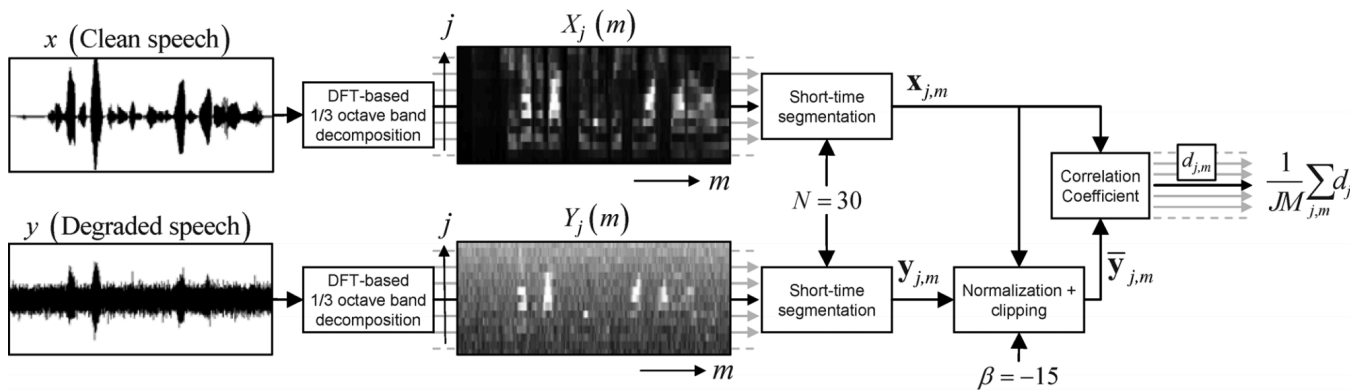 x (Clean speech)
DFT-based
1/3 octave band
decomposition
j
X_j (m)
m
Short-time
segmentation
x_{j,m}
N = 30
Correlation
Coefficient
d_{j,m}
1/JM ∑_{j,m} d_j
y (Degraded speech)
DFT-based
1/3 octave band
decomposition
j
Y_j (m)
m
Short-time
segmentation
y_{j,m}
Normalization +
clipping
ȳ_{j,m}
β = −15